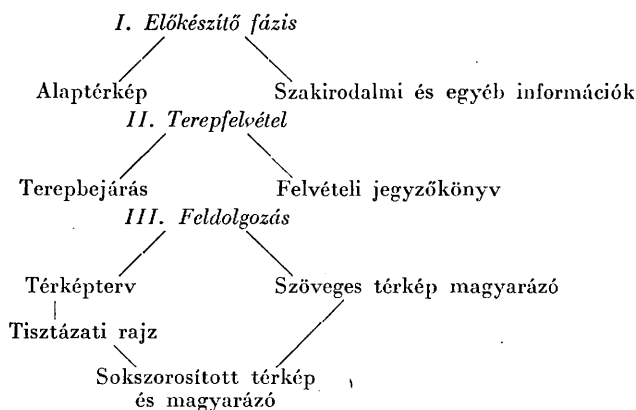 I. Előkészítő fázis
Alaptérkép Szakirodalmi és egyéb információk
II. Terepfelvétel
Terepbejárás Felvételi jegyzőkönyv
III. Feldolgozás
Térképterv Szöveges térkép magyarázó
Tisztázati rajz
Sokszorosított térkép
és magyarázó